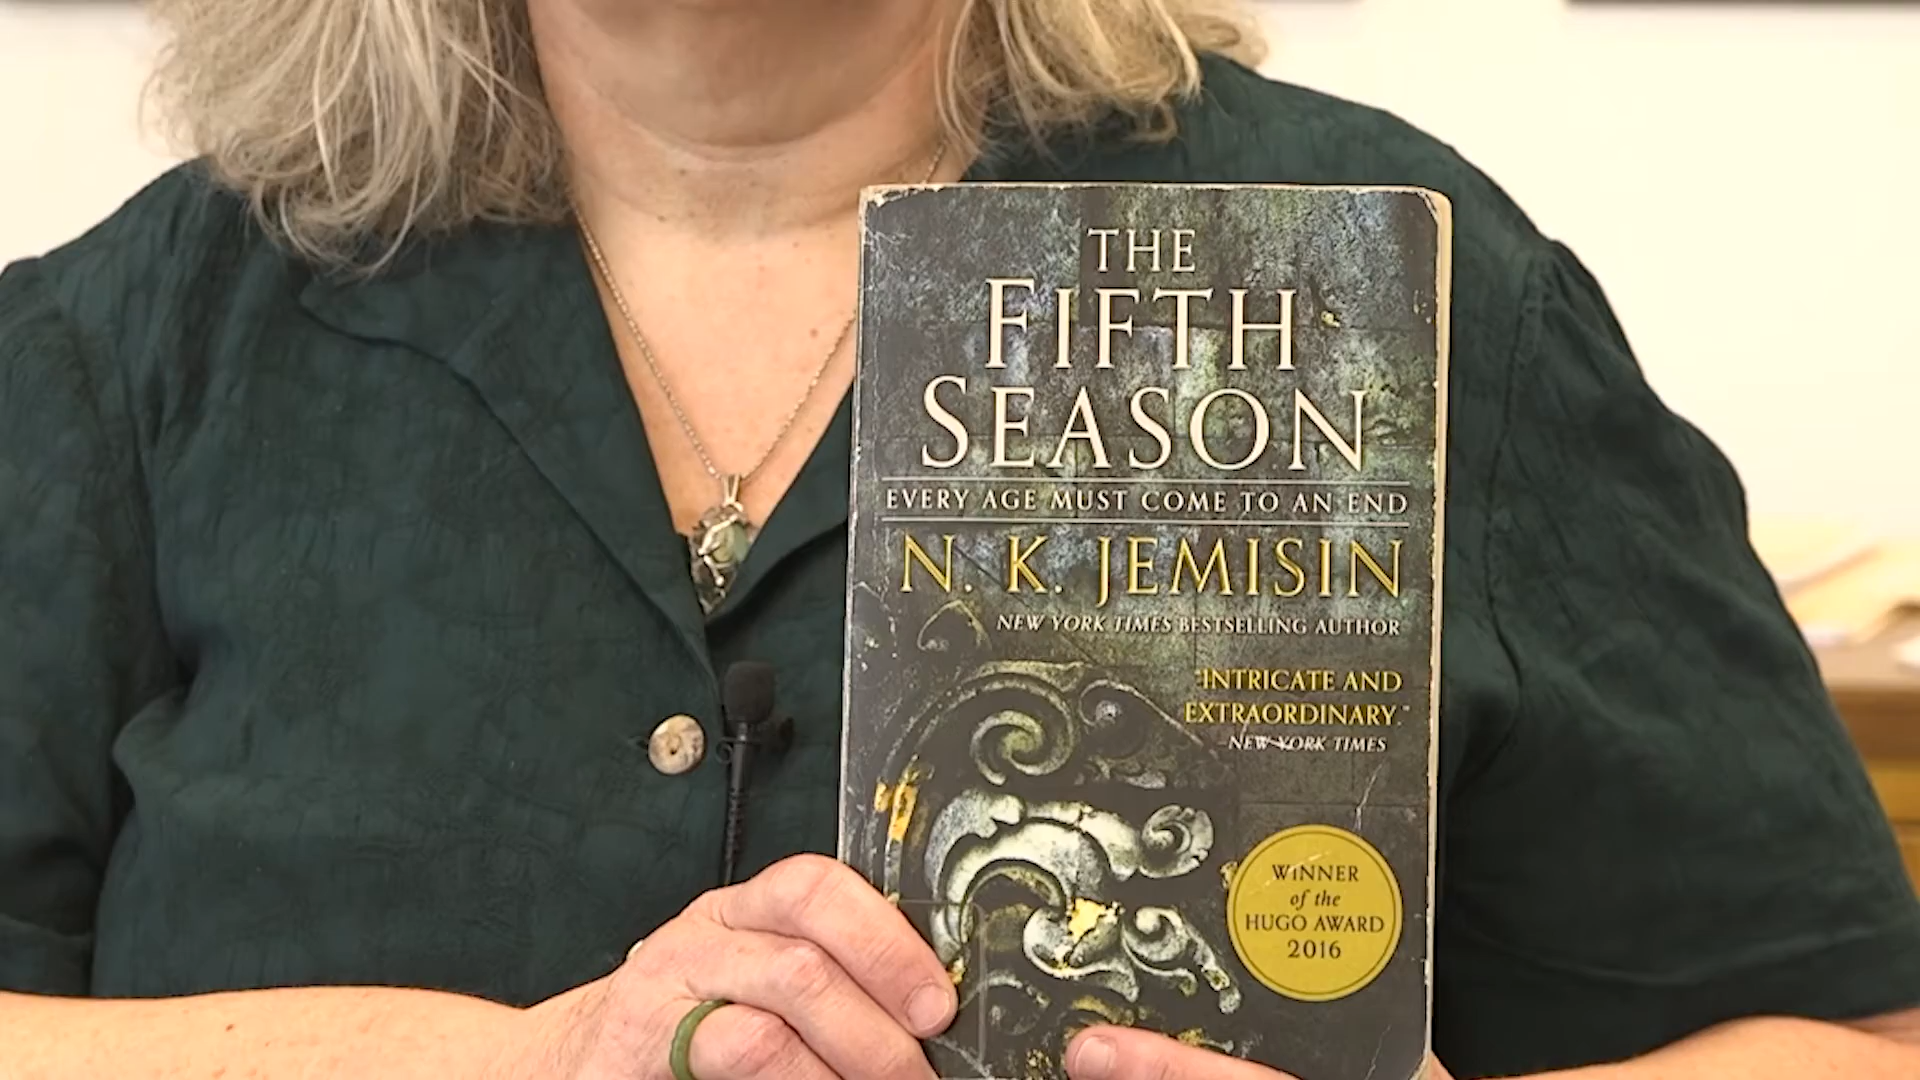 THE
FIFTH
SEASON
EVERY AGE MUST COME TO AN END
N. K. JEMISIN
NEW YORK TIMES BESTSELLING AUTHOR
"INTRICATE AND
EXTRAORDINARY."
—NEW YORK TIMES
WINNER
of the
HUGO AWARD
2016